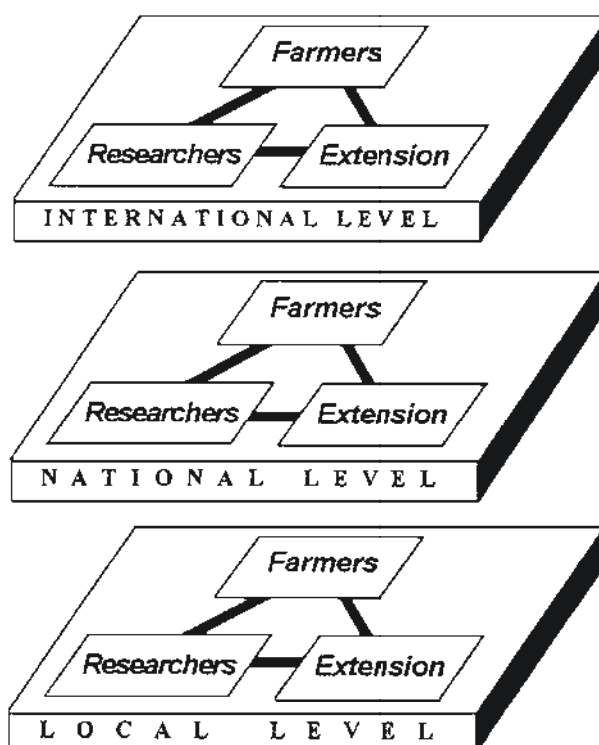 Farmers
Researchers Extension
INTERNATIONAL LEVEL
Farmers
Researchers Extension
NATIONAL LEVEL
Farmers
Researchers Extension
LOCAL LEVEL